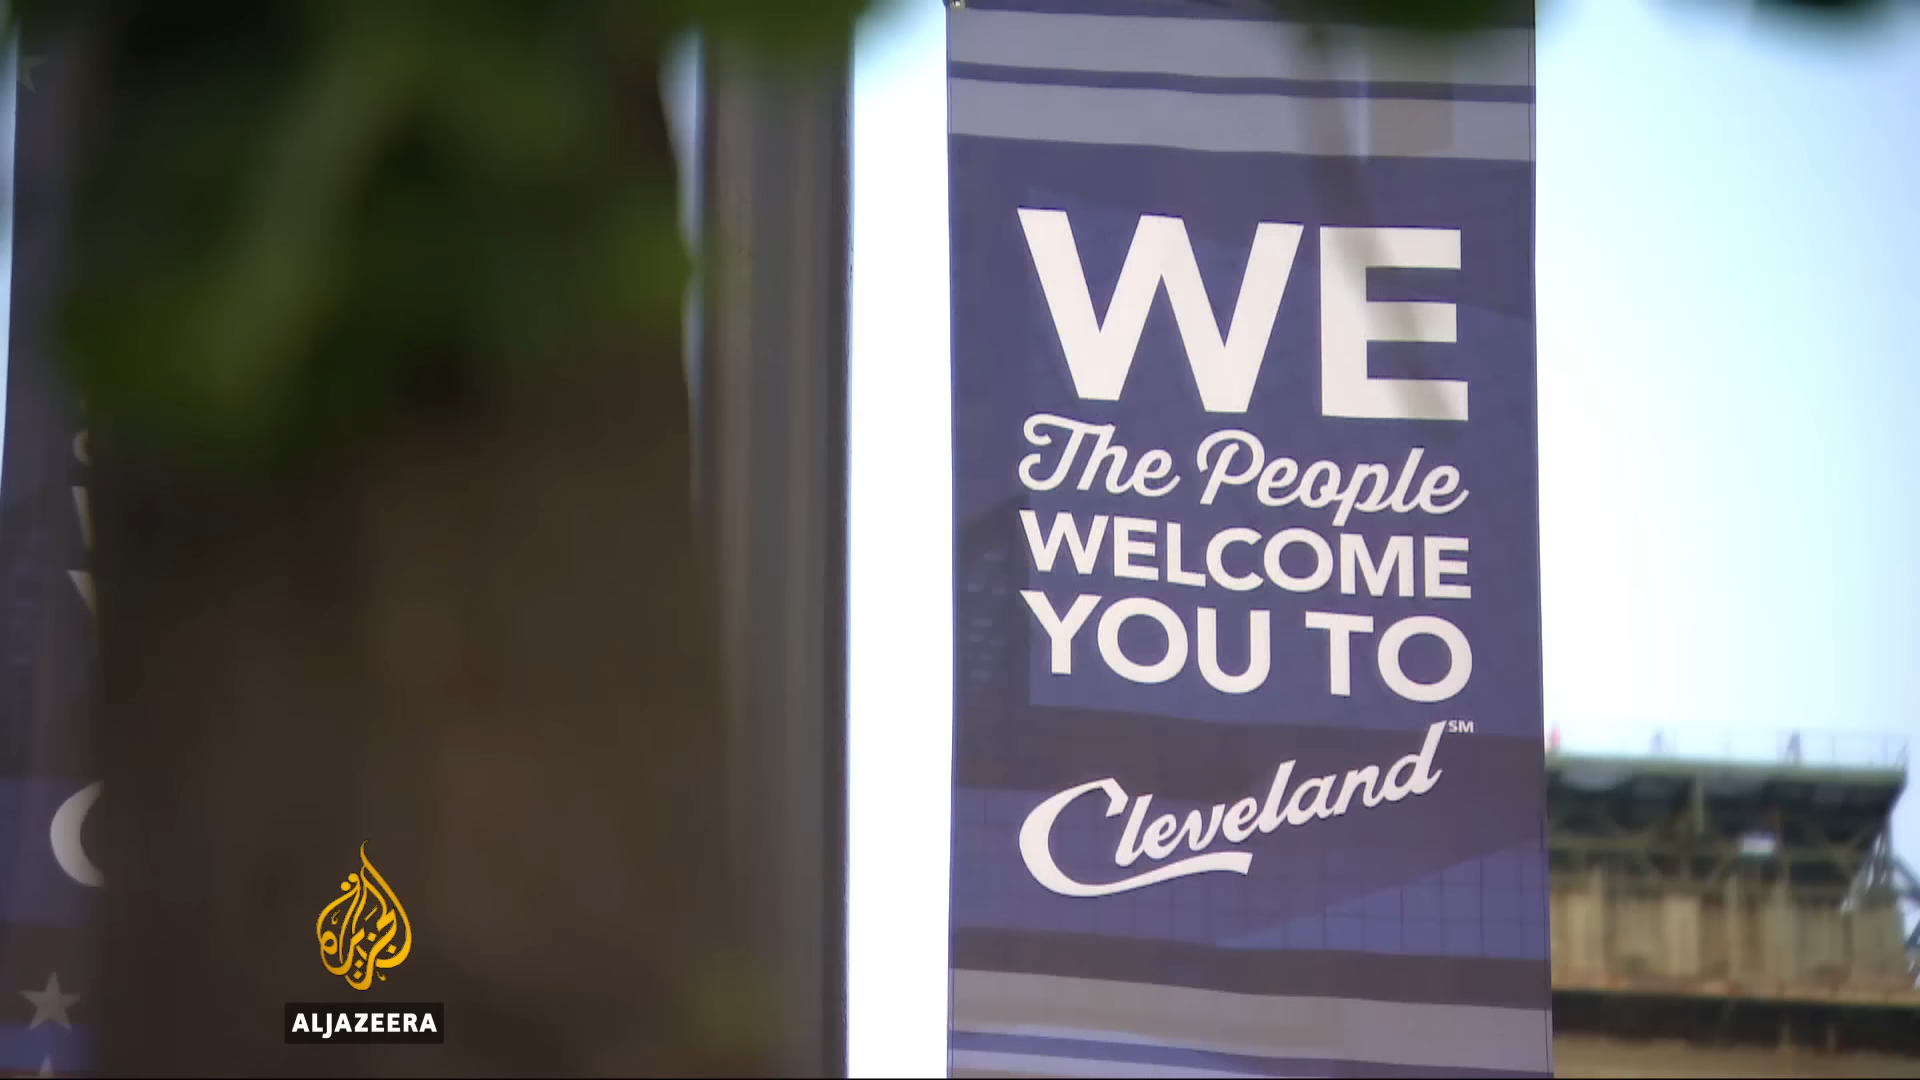 WE
The People
WELCOME
YOU TO
Cleveland SM
الجزيرة
ALJAZEERA